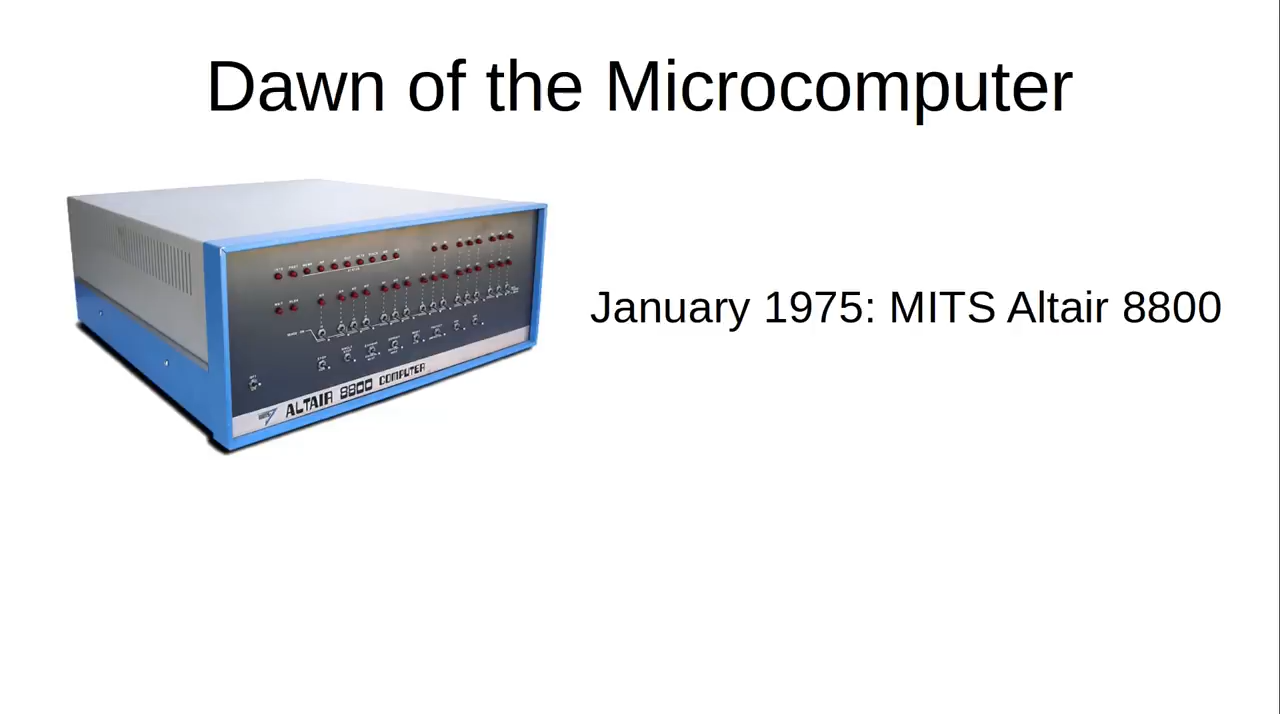 Dawn of the Microcomputer
January 1975: MITS Altair 8800
ALTAIR 8800 COMPUTER